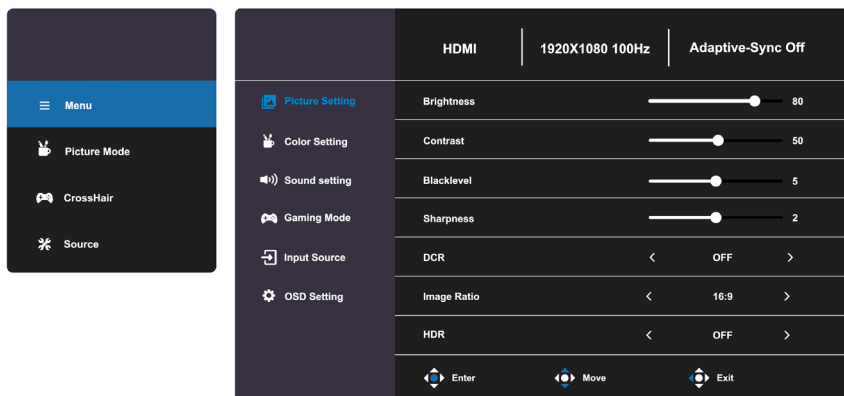 Menu
Picture Mode
CrossHair
Source
HDMI 1920X1080 100Hz Adaptive-Sync Off
Picture Setting
Color Setting
Sound setting
Gaming Mode
Input Source
OSD Setting
Brightness 80
Contrast 50
Blacklevel 5
Sharpness 2
DCR < OFF >
Image Ratio < 16:9 >
HDR < OFF >
Enter Move Exit